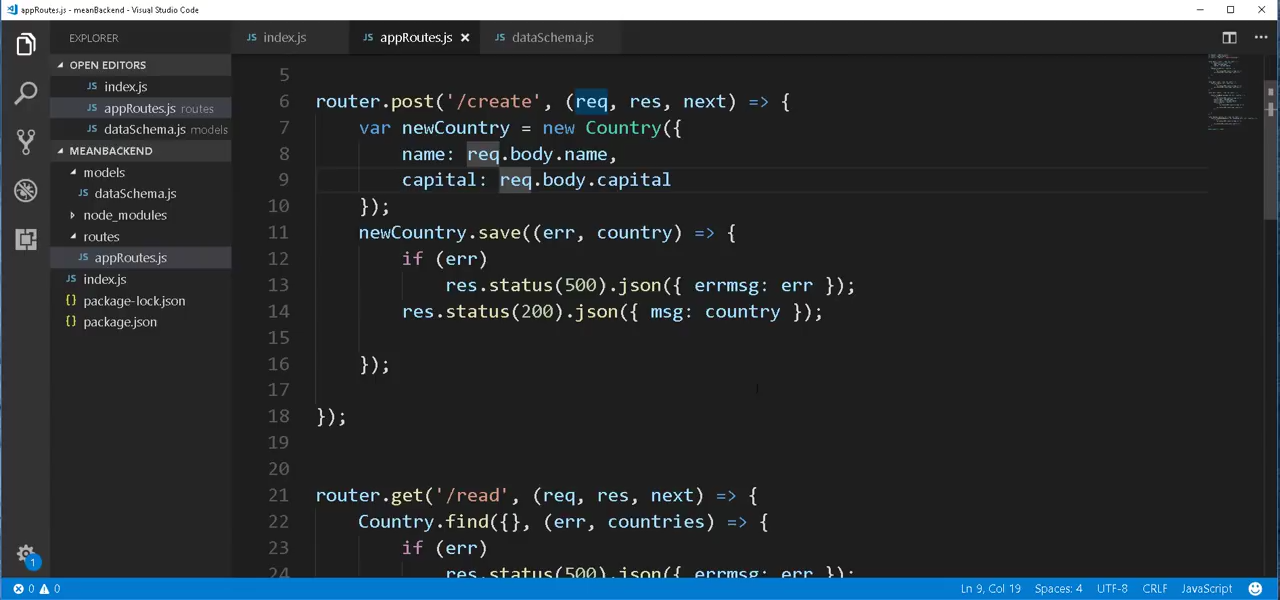 appRoutes.js - meanBackend - Visual Studio Code
EXPLORER
JS index.js
JS appRoutes.js
JS dataSchema.js
OPEN EDITORS
JS index.js
JS appRoutes.js routes
JS dataSchema.js models
MEANBACKEND
models
JS dataSchema.js
node_modules
routes
JS appRoutes.js
JS index.js
{} package-lock.json
{} package.json
1
5
6 router.post('/create', (req, res, next) => {
7 var newCountry = new Country({
8 name: req.body.name,
9 capital: req.body.capital
10 });
11 newCountry.save((err, country) => {
12 if (err)
13 res.status(500).json({ errmsg: err });
14 res.status(200).json({ msg: country });
15
16 });
17
18 });
19
20
21 router.get('/read', (req, res, next) => {
22 Country.find({}, (err, countries) => {
23 if (err)
24 res.status(500).json({ errmsg: err });
0 0
Ln 9, Col 19 Spaces: 4 UTF-8 CRLF JavaScript